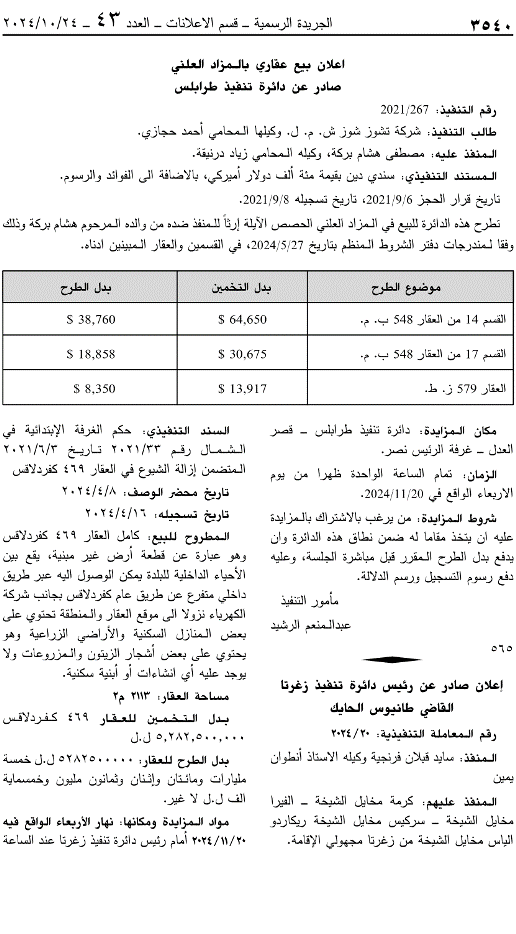 ٣٥٤٠
الجريدة الرسمية – قسم الاعلانات – العدد ٤٣ – ٢٠٢٤/١٠/٢٤
اعلان بيع عقاري بالمزاد العلني
صادر عن دائرة تنفيذ طرابلس
رقم التنفيذ: 2021/267
طالب التنفيذ: شركة تشوز شوز ش. م. ل. وكيلها المحامي أحمد حجازي.
المنفذ عليه: مصطفى هشام بركة، وكيله المحامي زياد درنيقة.
المستند التنفيذي: سندي دين بقيمة مئة ألف دولار أميركي، بالاضافة الى الفوائد والرسوم.
تاريخ قرار الحجز 2021/9/6، تاريخ تسجيله 2021/9/8.
تطرح هذه الدائرة للبيع في المزاد العلني الحصص الآيلة إرثاً للمنفذ ضده من والده المرحوم هشام بركة وذلك
وفقا لمندرجات دفتر الشروط المنظم بتاريخ 2024/5/27، في القسمين والعقار المبينين ادناه.
موضوع الطرح بدل التخمين بدل الطرح
القسم 14 من العقار 548 ب. م. 64,650 $ 38,760 $
القسم 17 من العقار 548 ب. م. 30,675 $ 18,858 $
العقار 579 ز. ط. 13,917 $ 8,350 $
مكان المزايدة: دائرة تنفيذ طرابلس – قصر
العدل – غرفة الرئيس نصر.
الزمان: تمام الساعة الواحدة ظهرا من يوم
الاربعاء الواقع في 2024/11/20.
شروط المزايدة: من يرغب بالاشتراك بالمزايدة
عليه ان يتخذ مقاما له ضمن نطاق هذه الدائرة وان
يدفع بدل الطرح المقرر قبل مباشرة الجلسة، وعليه
دفع رسوم التسجيل ورسم الدلالة.
مأمور التنفيذ
عبدالمنعم الرشيد
٥٦٥
إعلان صادر عن رئيس دائرة تنفيذ زغرتا
القاضي طانيوس الحايك
رقم المعاملة التنفيذية: ٢٠٢٤/٢٠
المنفذ: سايد قبلان فرنجية وكيله الاستاذ أنطوان
يمين
المنفذ عليهم: كرمة مخايل الشيخة – الفيرا
مخايل الشيخة – سركيس مخايل الشيخة ريكاردو
الياس مخايل الشيخة من زغرتا مجهولي الإقامة.
السند التنفيذي: حكم الغرفة الإبتدائية في
الشمال رقم ٢٠٢١/٣٣ تاريخ ٢٠٢١/٦/٣
المتضمن إزالة الشيوع في العقار ٤٦٩ كفردلاقس
تاريخ محضر الوصف: ٢٠٢٤/٤/٨
تاريخ تسجيله: ٢٠٢٤/٤/١٦
المطروح للبيع: كامل العقار ٤٦٩ كفردلاقس
وهو عبارة عن قطعة أرض غير مبنية، يقع بين
الأحياء الداخلية للبلدة يمكن الوصول اليه عبر طريق
داخلي متفرع عن طريق عام كفردلاقس بجانب شركة
الكهرباء نزولا الى موقع العقار والمنطقة تحتوي على
بعض المنازل السكنية والأراضي الزراعية وهو
يحتوي على بعض أشجار الزيتون والمزروعات ولا
يوجد عليه أي انشاءات أو أبنية سكنية.
مساحة العقار: ٢١١٣ م٢
بدل التخمين للعقار ٤٦٩ كفردلاقس
٥,٢٨٢,٥٠٠,٠٠٠ ل.ل
بدل الطرح للعقار: ٥٢٨٢٥٠٠٠٠٠ ل.ل خمسة
مليارات ومائتان وإثنان وثمانون مليون وخمسماية
الف ل.ل لا غير.
مواد المزايدة ومكانها: نهار الأربعاء الواقع فيه
٢٠٢٤/١١/٢٠ أمام رئيس دائرة تنفيذ زغرتا عند الساعة